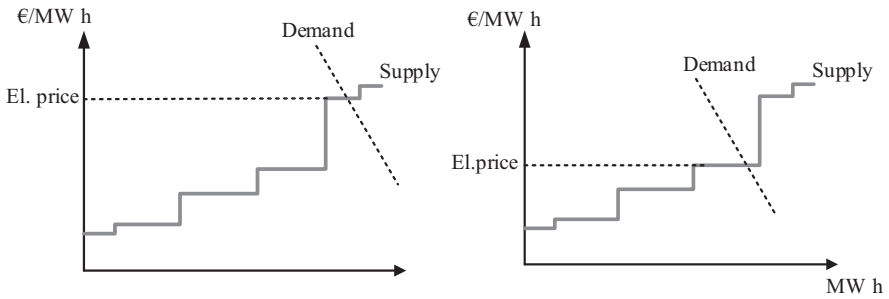 €/MW h
Demand
Supply
El. price
€/MW h
Demand
Supply
El.price
MW h